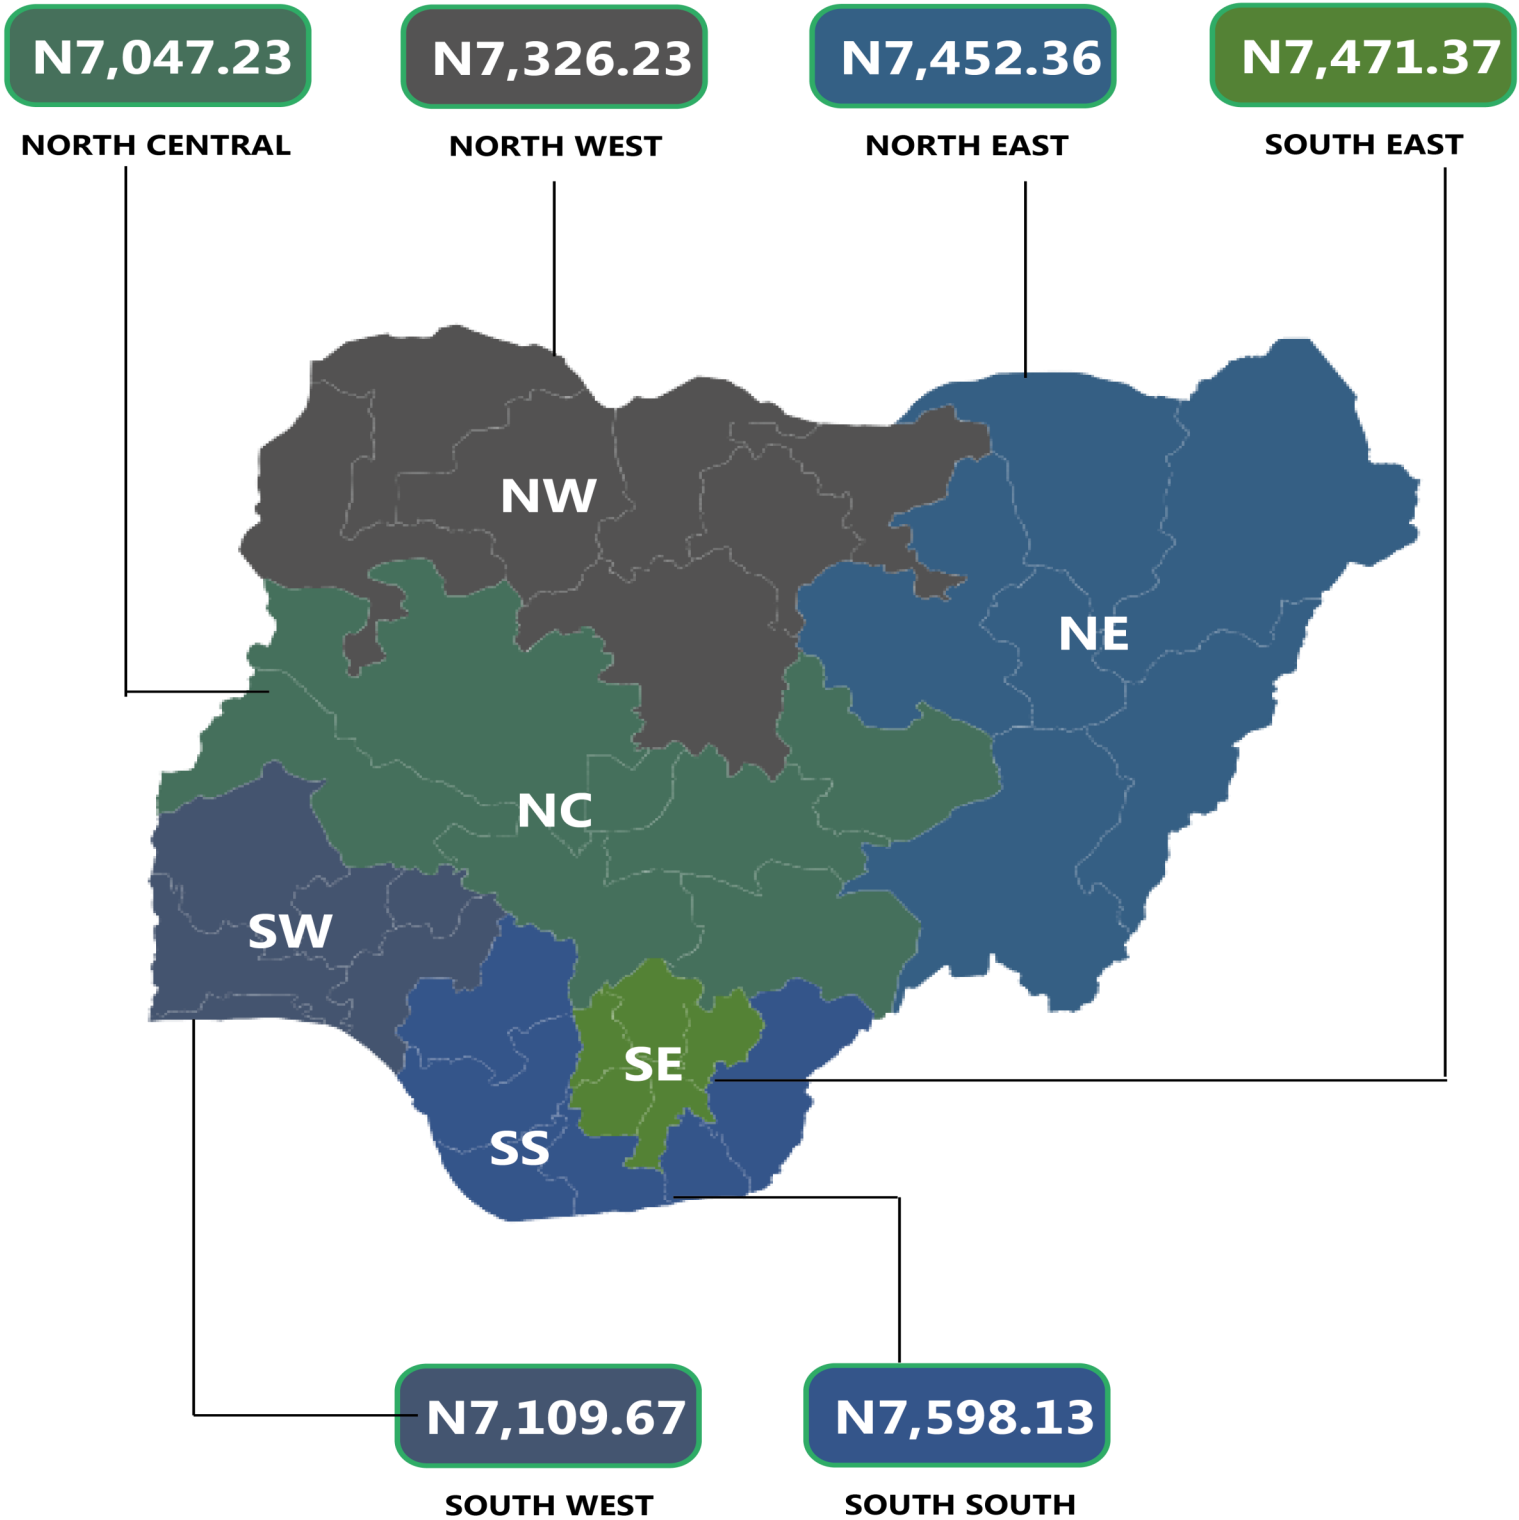 N7,047.23
NORTH CENTRAL
N7,326.23
NORTH WEST
N7,452.36
NORTH EAST
N7,471.37
SOUTH EAST
NW
NE
NC
SW
SE
SS
N7,109.67
SOUTH WEST
N7,598.13
SOUTH SOUTH